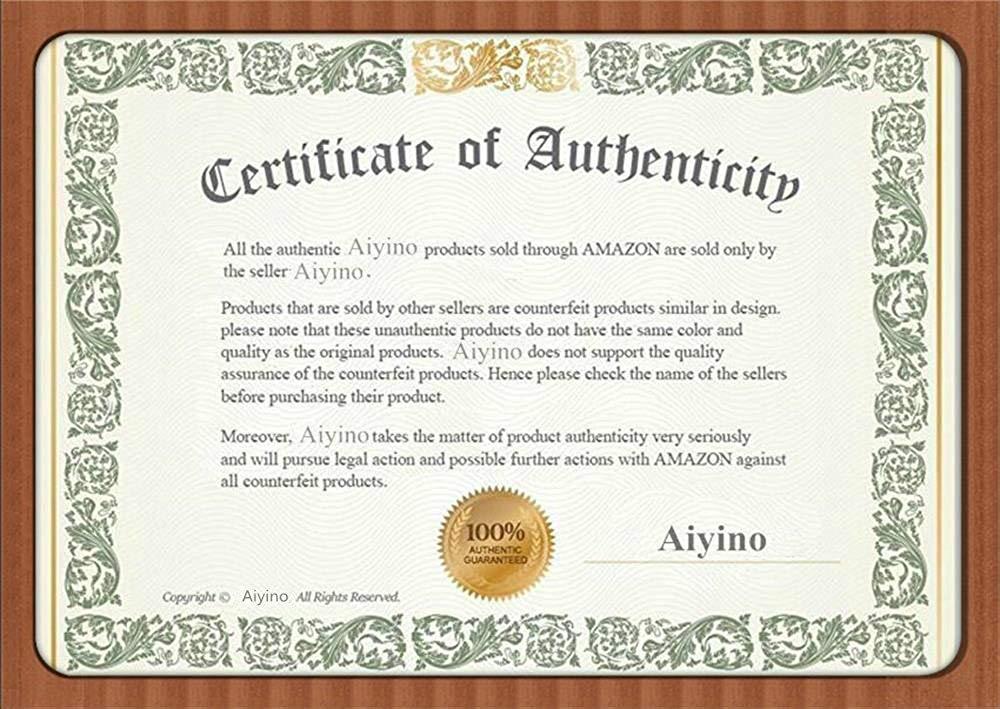 Certificate of Authenticity
All the authentic Aiyino products sold through AMAZON are sold only by
the seller Aiyino.
Products that are sold by other sellers are counterfeit products similar in design.
please note that these unauthentic products do not have the same color and
quality as the original products. Aiyino does not support the quality
assurance of the counterfeit products. Hence please check the name of the sellers
before purchasing their product.
Moreover, Aiyino takes the matter of product authenticity very seriously
and will pursue legal action and possible further actions with AMAZON against
all counterfeit products.
100%
AUTHENTIC
GUARANTEED
Aiyino
Copyright © Aiyino All Rights Reserved.